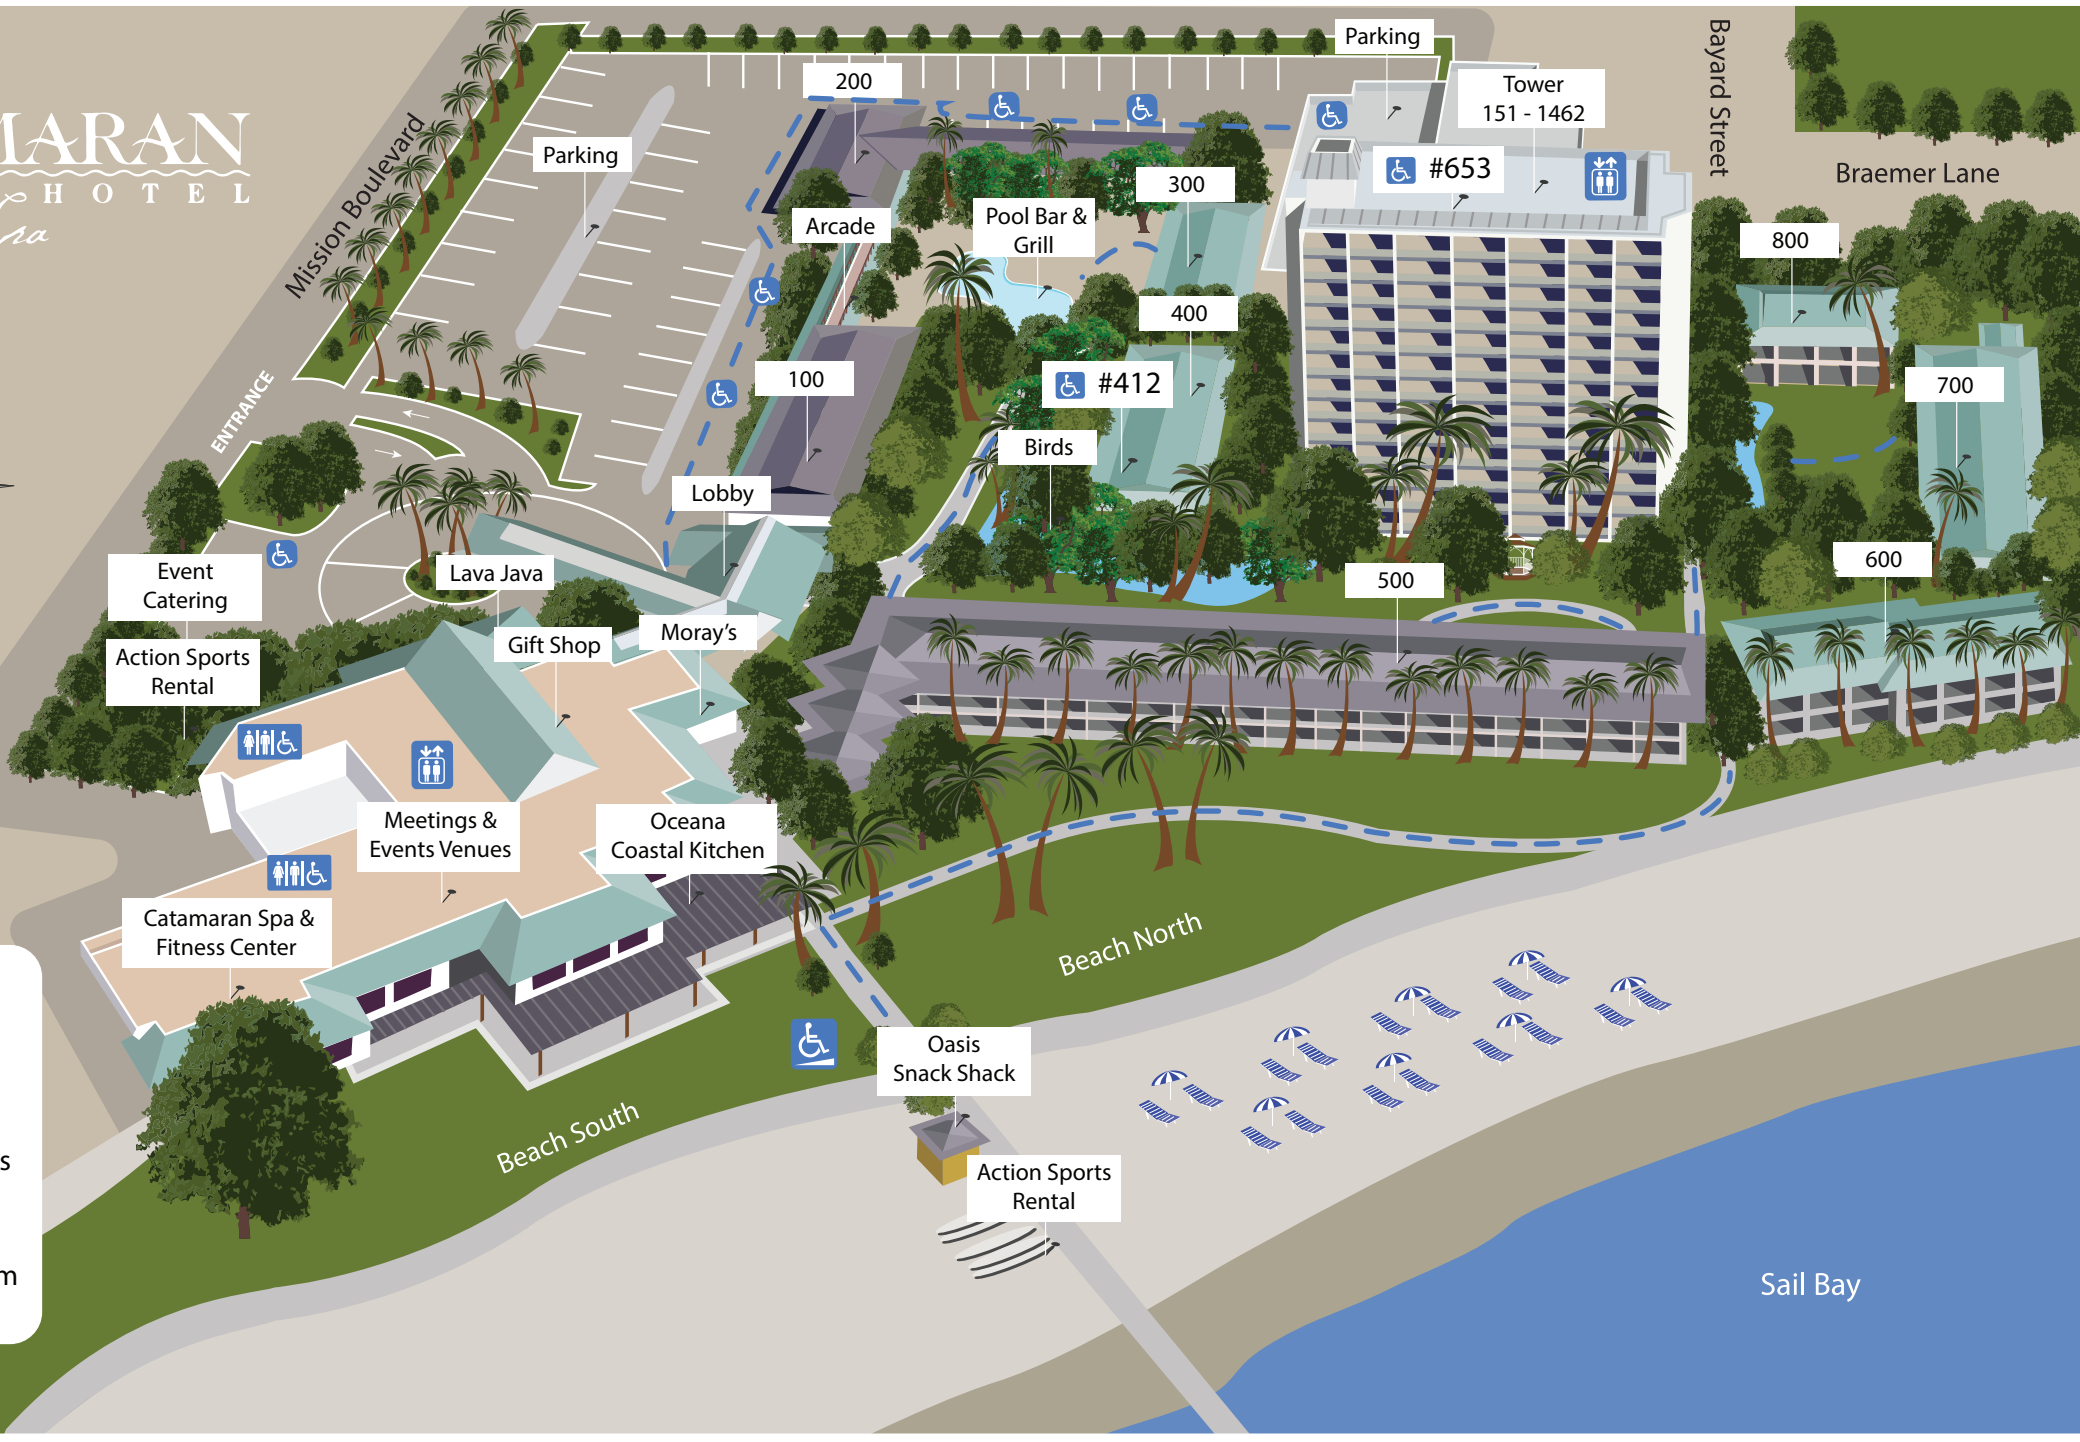 HOTEL
Mission Boulevard
ENTRANCE
Parking
200
Parking
Tower
151 - 1462
Bayard Street
Braemer Lane
#653
300
Arcade
Pool Bar &
Grill
800
400
100
#412
700
Birds
Lobby
Event
Catering
Lava Java
500
600
Action Sports
Rental
Gift Shop
Moray's
Meetings &
Events Venues
Oceana
Coastal Kitchen
Catamaran Spa &
Fitness Center
Beach North
Beach South
Oasis
Snack Shack
Action Sports
Rental
Sail Bay